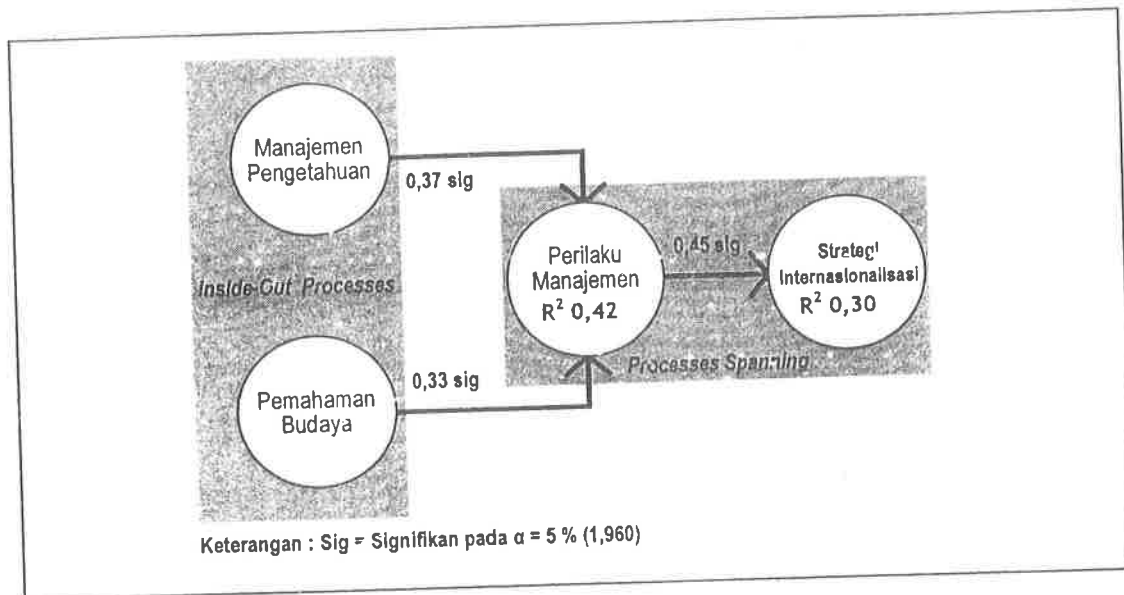 Manajemen
Pengetahuan
0,37 sig
Inside-Out Processes
Pemahaman
Budaya
0,33 sig
Perilaku
Manajemen
R² 0,42
0,45 sig
Strategi
Internasionalisasi
R² 0,30
Processes Spanning
Keterangan : Sig = Signifikan pada α = 5 % (1,960)